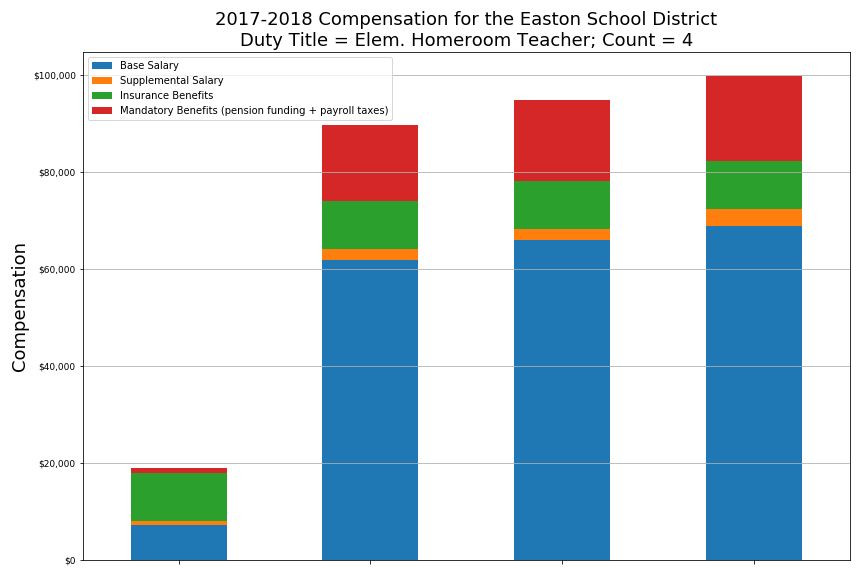 2017-2018 Compensation for the Easton School District
Duty Title = Elem. Homeroom Teacher; Count = 4
Base Salary
Supplemental Salary
Insurance Benefits
Mandatory Benefits (pension funding + payroll taxes)
$100,000
$80,000
$60,000
$40,000
$20,000
$0
Compensation